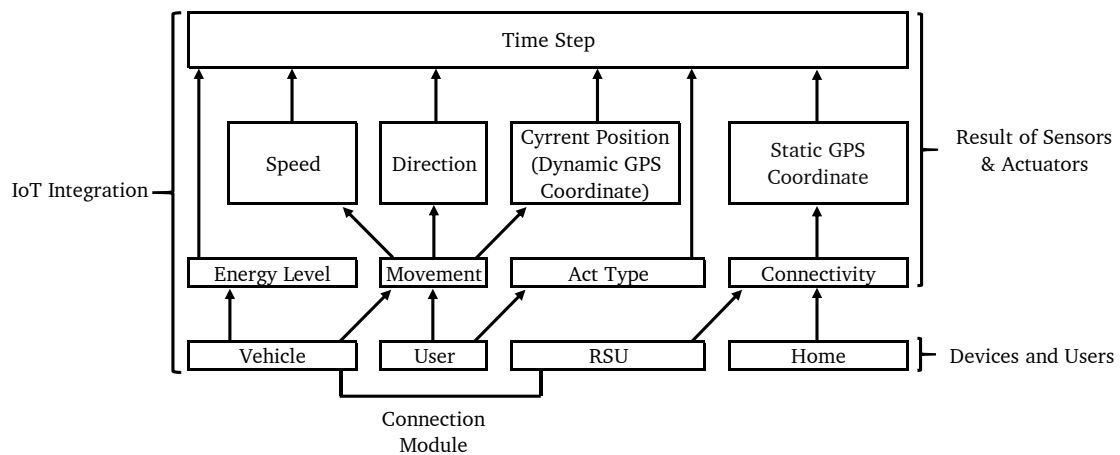 Time Step
Speed
Direction
Cyrrent Position
(Dynamic GPS
Coordinate)
Static GPS
Coordinate
Result of Sensors
& Actuators
IoT Integration
Energy Level
Movement
Act Type
Connectivity
Vehicle
User
RSU
Home
Devices and Users
Connection
Module